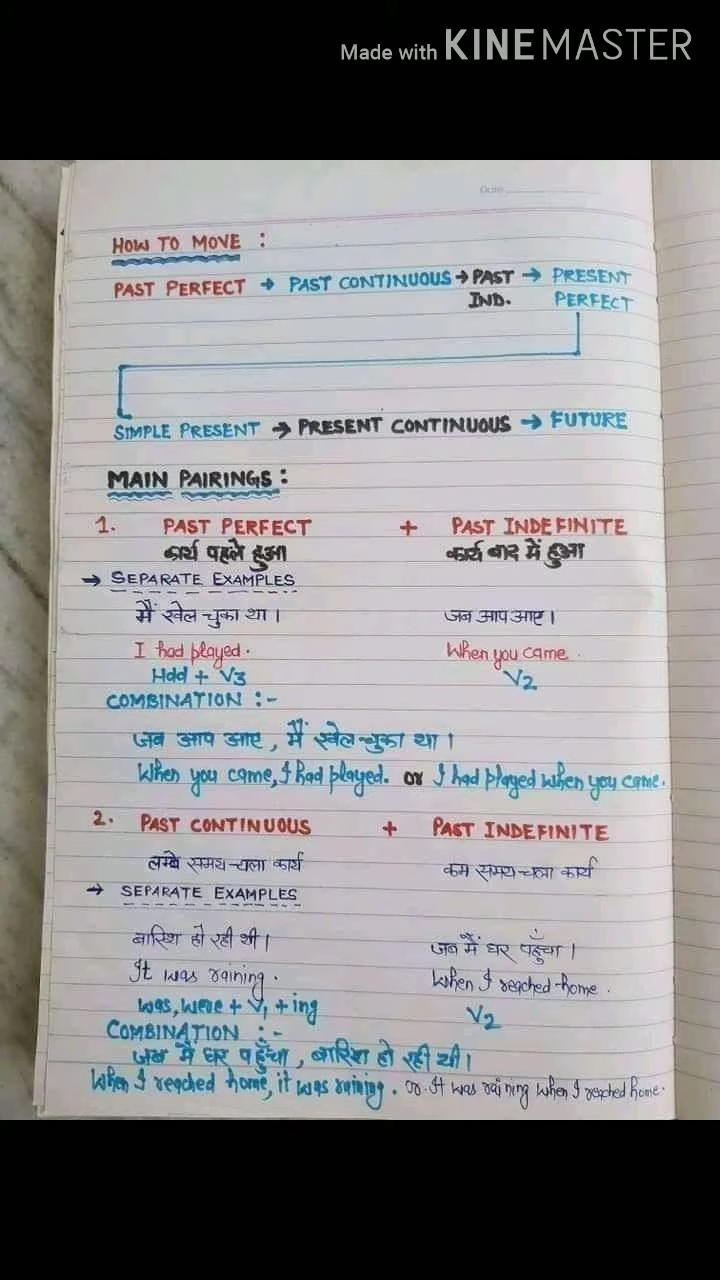 Made with KINEMASTER
Date
HOW TO MOVE :
PAST PERFECT → PAST CONTINUOUS → PAST → PRESENT
IND. PERFECT
SIMPLE PRESENT → PRESENT CONTINUOUS → FUTURE
MAIN PAIRINGS :
1. PAST PERFECT + PAST INDEFINITE
कार्य पहले हुआ कार्य बाद में हुआ
→ SEPARATE EXAMPLES
मैं खेल चुका था। जब आप आए।
I had played. When you came.
Had + V3 V2
COMBINATION :-
जब आप आए, मैं खेल चुका था।
When you came, I had played. or I had played when you came.
2. PAST CONTINUOUS + PAST INDEFINITE
लम्बे समय चला कार्य कम समय चला कार्य
→ SEPARATE EXAMPLES
बारिश हो रही थी। जब मैं घर पहुँचा।
It was raining. When I reached home.
was, were + V1 + ing V2
COMBINATION :-
जब मैं घर पहुँचा, बारिश हो रही थी।
When I reached home, it was raining. or It was raining when I reached home.